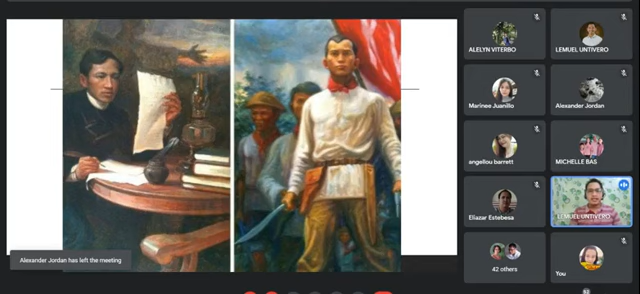 ALELYN VITERBO
LEMUEL UNTIVERO
Marinee Juanillo
Alexander Jordan
angellou barrett
MICHELLE BAS
Eliazar Estebesa
LEMUEL UNTIVERO
42 others
You
Alexander Jordan has left the meeting